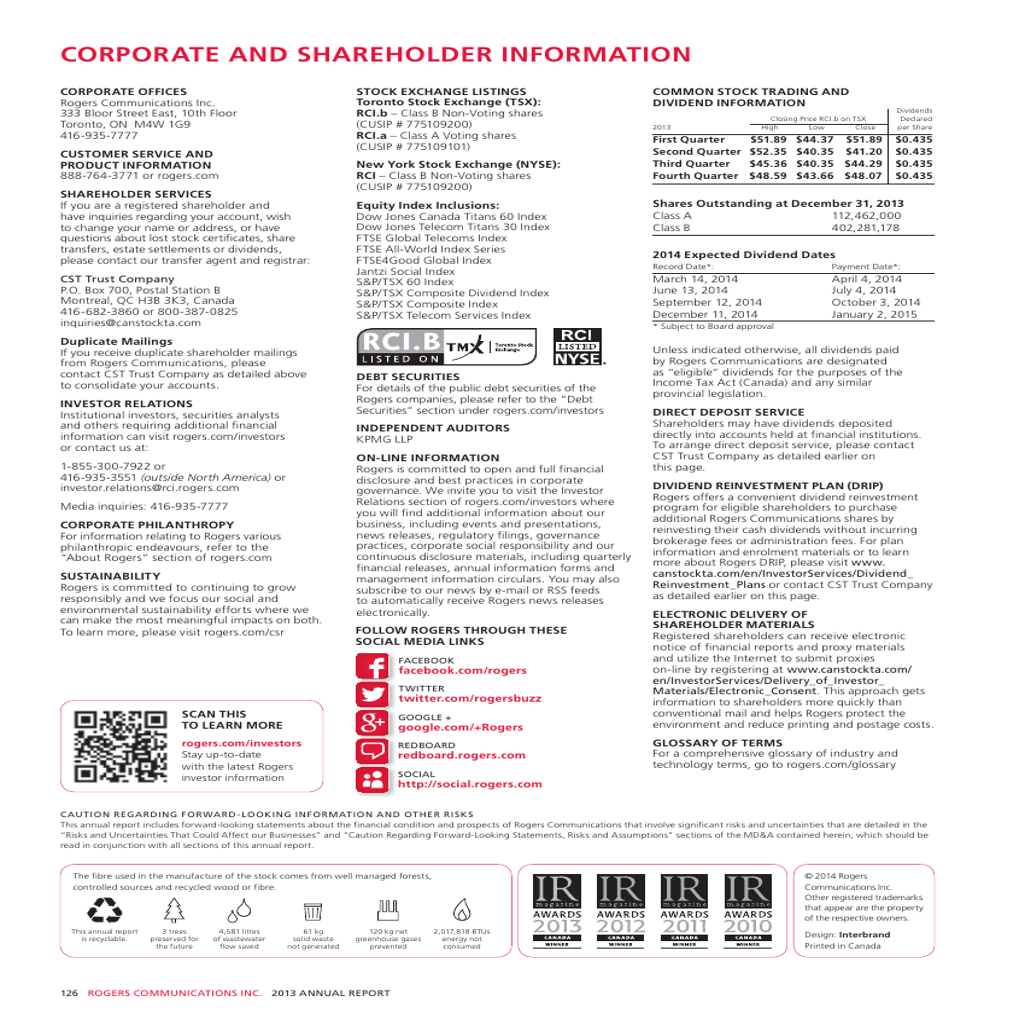 CORPORATE AND SHAREHOLDER INFORMATION
CORPORATE OFFICES
Rogers Communications Inc.
333 Bloor Street East, 10th Floor
Toronto, ON M4W 1G9
416-935-7777
CUSTOMER SERVICE AND
PRODUCT INFORMATION
888-764-3771 or rogers.com
SHAREHOLDER SERVICES
If you are a registered shareholder and
have inquiries regarding your account, wish
to change your name or address, or have
questions about lost stock certificates, share
transfers, estate settlements or dividends,
please contact our transfer agent and registrar:
CST Trust Company
P.O. Box 700, Postal Station B
Montreal, QC H3B 3K3, Canada
416-682-3860 or 800-387-0825
inquiries@canstockta.com
Duplicate Mailings
If you receive duplicate shareholder mailings
from Rogers Communications, please
contact CST Trust Company as detailed above
to consolidate your accounts.
INVESTOR RELATIONS
Institutional investors, securities analysts
and others requiring additional financial
information can visit rogers.com/investors
or contact us at:
1-855-300-7922 or
416-935-3551 (outside North America) or
investor.relations@rci.rogers.com
Media inquiries: 416-935-7777
CORPORATE PHILANTHROPY
For information relating to Rogers various
philanthropic endeavours, refer to the
“About Rogers” section of rogers.com
SUSTAINABILITY
Rogers is committed to continuing to grow
responsibly and we focus our social and
environmental sustainability efforts where we
can make the most meaningful impacts on both.
To learn more, please visit rogers.com/csr
SCAN THIS
TO LEARN MORE
rogers.com/investors
Stay up-to-date
with the latest Rogers
investor information
STOCK EXCHANGE LISTINGS
Toronto Stock Exchange (TSX):
RCI.b – Class B Non-Voting shares
(CUSIP # 775109200)
RCI.a – Class A Voting shares
(CUSIP # 775109101)
New York Stock Exchange (NYSE):
RCI – Class B Non-Voting shares
(CUSIP # 775109200)
Equity Index Inclusions:
Dow Jones Canada Titans 60 Index
Dow Jones Telecom Titans 30 Index
FTSE Global Telecoms Index
FTSE All-World Index Series
FTSE4Good Global Index
Jantzi Social Index
S&P/TSX 60 Index
S&P/TSX Composite Dividend Index
S&P/TSX Composite Index
S&P/TSX Telecom Services Index
RCI.B
LISTED ON
TMX
Toronto Stock
Exchange
RCI
LISTED
NYSE.
DEBT SECURITIES
For details of the public debt securities of the
Rogers companies, please refer to the “Debt
Securities” section under rogers.com/investors
INDEPENDENT AUDITORS
KPMG LLP
ON-LINE INFORMATION
Rogers is committed to open and full financial
disclosure and best practices in corporate
governance. We invite you to visit the Investor
Relations section of rogers.com/investors where
you will find additional information about our
business, including events and presentations,
news releases, regulatory filings, governance
practices, corporate social responsibility and our
continuous disclosure materials, including quarterly
financial releases, annual information forms and
management information circulars. You may also
subscribe to our news by e-mail or RSS feeds
to automatically receive Rogers news releases
electronically.
FOLLOW ROGERS THROUGH THESE
SOCIAL MEDIA LINKS
FACEBOOK
facebook.com/rogers
TWITTER
twitter.com/rogersbuzz
GOOGLE +
google.com/+Rogers
REDBOARD
redboard.rogers.com
SOCIAL
http://social.rogers.com
COMMON STOCK TRADING AND
DIVIDEND INFORMATION
Closing Price RCI.b on TSX
Dividends
Declared
per Share
2013 High Low Close
First Quarter $51.89 $44.37 $51.89 $0.435
Second Quarter $52.35 $40.35 $41.20 $0.435
Third Quarter $45.36 $40.35 $44.29 $0.435
Fourth Quarter $48.59 $43.66 $48.07 $0.435
Shares Outstanding at December 31, 2013
Class A 112,462,000
Class B 402,281,178
2014 Expected Dividend Dates
Record Date*: Payment Date*:
March 14, 2014 April 4, 2014
June 13, 2014 July 4, 2014
September 12, 2014 October 3, 2014
December 11, 2014 January 2, 2015
* Subject to Board approval
Unless indicated otherwise, all dividends paid
by Rogers Communications are designated
as “eligible” dividends for the purposes of the
Income Tax Act (Canada) and any similar
provincial legislation.
DIRECT DEPOSIT SERVICE
Shareholders may have dividends deposited
directly into accounts held at financial institutions.
To arrange direct deposit service, please contact
CST Trust Company as detailed earlier on
this page.
DIVIDEND REINVESTMENT PLAN (DRIP)
Rogers offers a convenient dividend reinvestment
program for eligible shareholders to purchase
additional Rogers Communications shares by
reinvesting their cash dividends without incurring
brokerage fees or administration fees. For plan
information and enrolment materials or to learn
more about Rogers DRIP, please visit www.
canstockta.com/en/InvestorServices/Dividend_
Reinvestment_Plans or contact CST Trust Company
as detailed earlier on this page.
ELECTRONIC DELIVERY OF
SHAREHOLDER MATERIALS
Registered shareholders can receive electronic
notice of financial reports and proxy materials
and utilize the Internet to submit proxies
on-line by registering at www.canstockta.com/
en/InvestorServices/Delivery_of_Investor_
Materials/Electronic_Consent. This approach gets
information to shareholders more quickly than
conventional mail and helps Rogers protect the
environment and reduce printing and postage costs.
GLOSSARY OF TERMS
For a comprehensive glossary of industry and
technology terms, go to rogers.com/glossary
CAUTION REGARDING FORWARD-LOOKING INFORMATION AND OTHER RISKS
This annual report includes forward-looking statements about the financial condition and prospects of Rogers Communications that involve significant risks and uncertainties that are detailed in the
“Risks and Uncertainties That Could Affect our Businesses” and “Caution Regarding Forward-Looking Statements, Risks and Assumptions” sections of the MD&A contained herein, which should be
read in conjunction with all sections of this annual report.
The fibre used in the manufacture of the stock comes from well managed forests,
controlled sources and recycled wood or fibre.
This annual report
is recyclable.
3 trees
preserved for
the future
4,581 litres
of wastewater
flow saved
61 kg
solid waste
not generated
120 kg net
greenhouse gases
prevented
2,017,818 BTUs
energy not
consumed
IR
magazine
AWARDS
2013
CANADA
WINNER
IR
magazine
AWARDS
2012
CANADA
WINNER
IR
magazine
AWARDS
2011
CANADA
WINNER
IR
magazine
AWARDS
2010
CANADA
WINNER
© 2014 Rogers
Communications Inc.
Other registered trademarks
that appear are the property
of the respective owners.
Design: Interbrand
Printed in Canada
126 ROGERS COMMUNICATIONS INC. 2013 ANNUAL REPORT